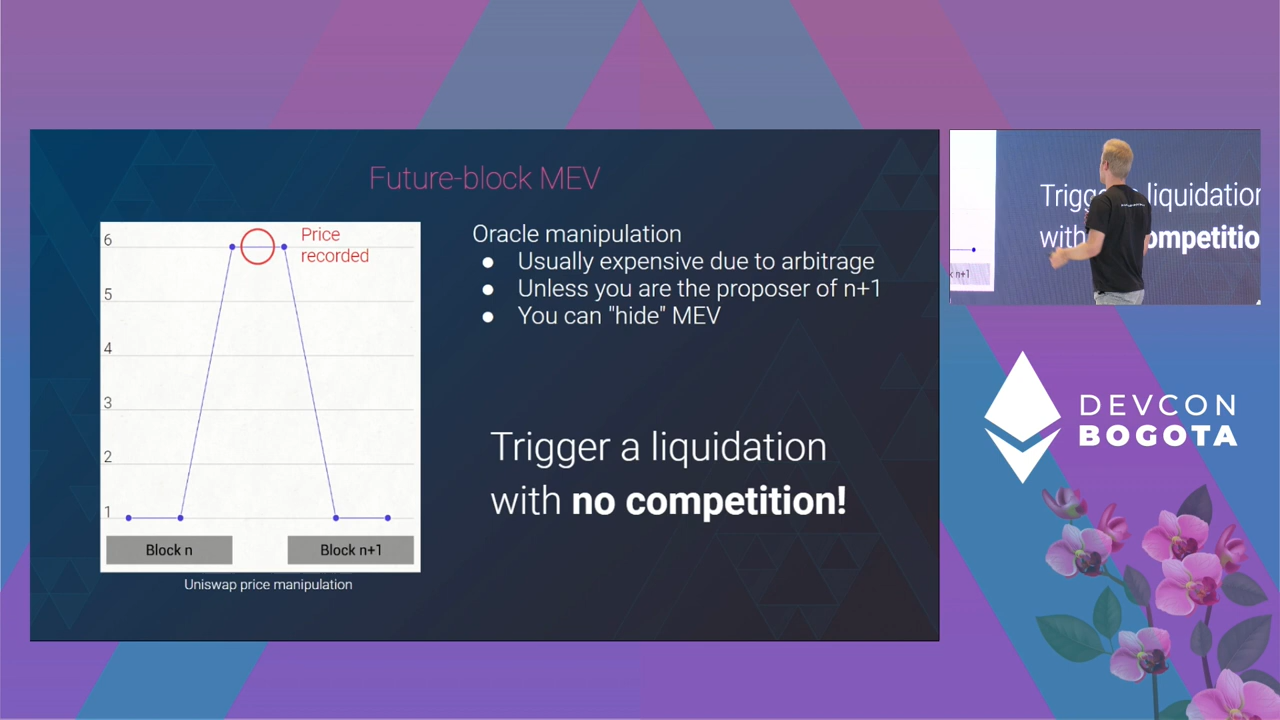 Future-block MEV
6
5
4
3
2
1
Price
recorded
Block n
Block n+1
Uniswap price manipulation
Oracle manipulation
● Usually expensive due to arbitrage
● Unless you are the proposer of n+1
● You can "hide" MEV
Trigger a liquidation
with no competition!
liquidation
DEVCON
BOGOTA